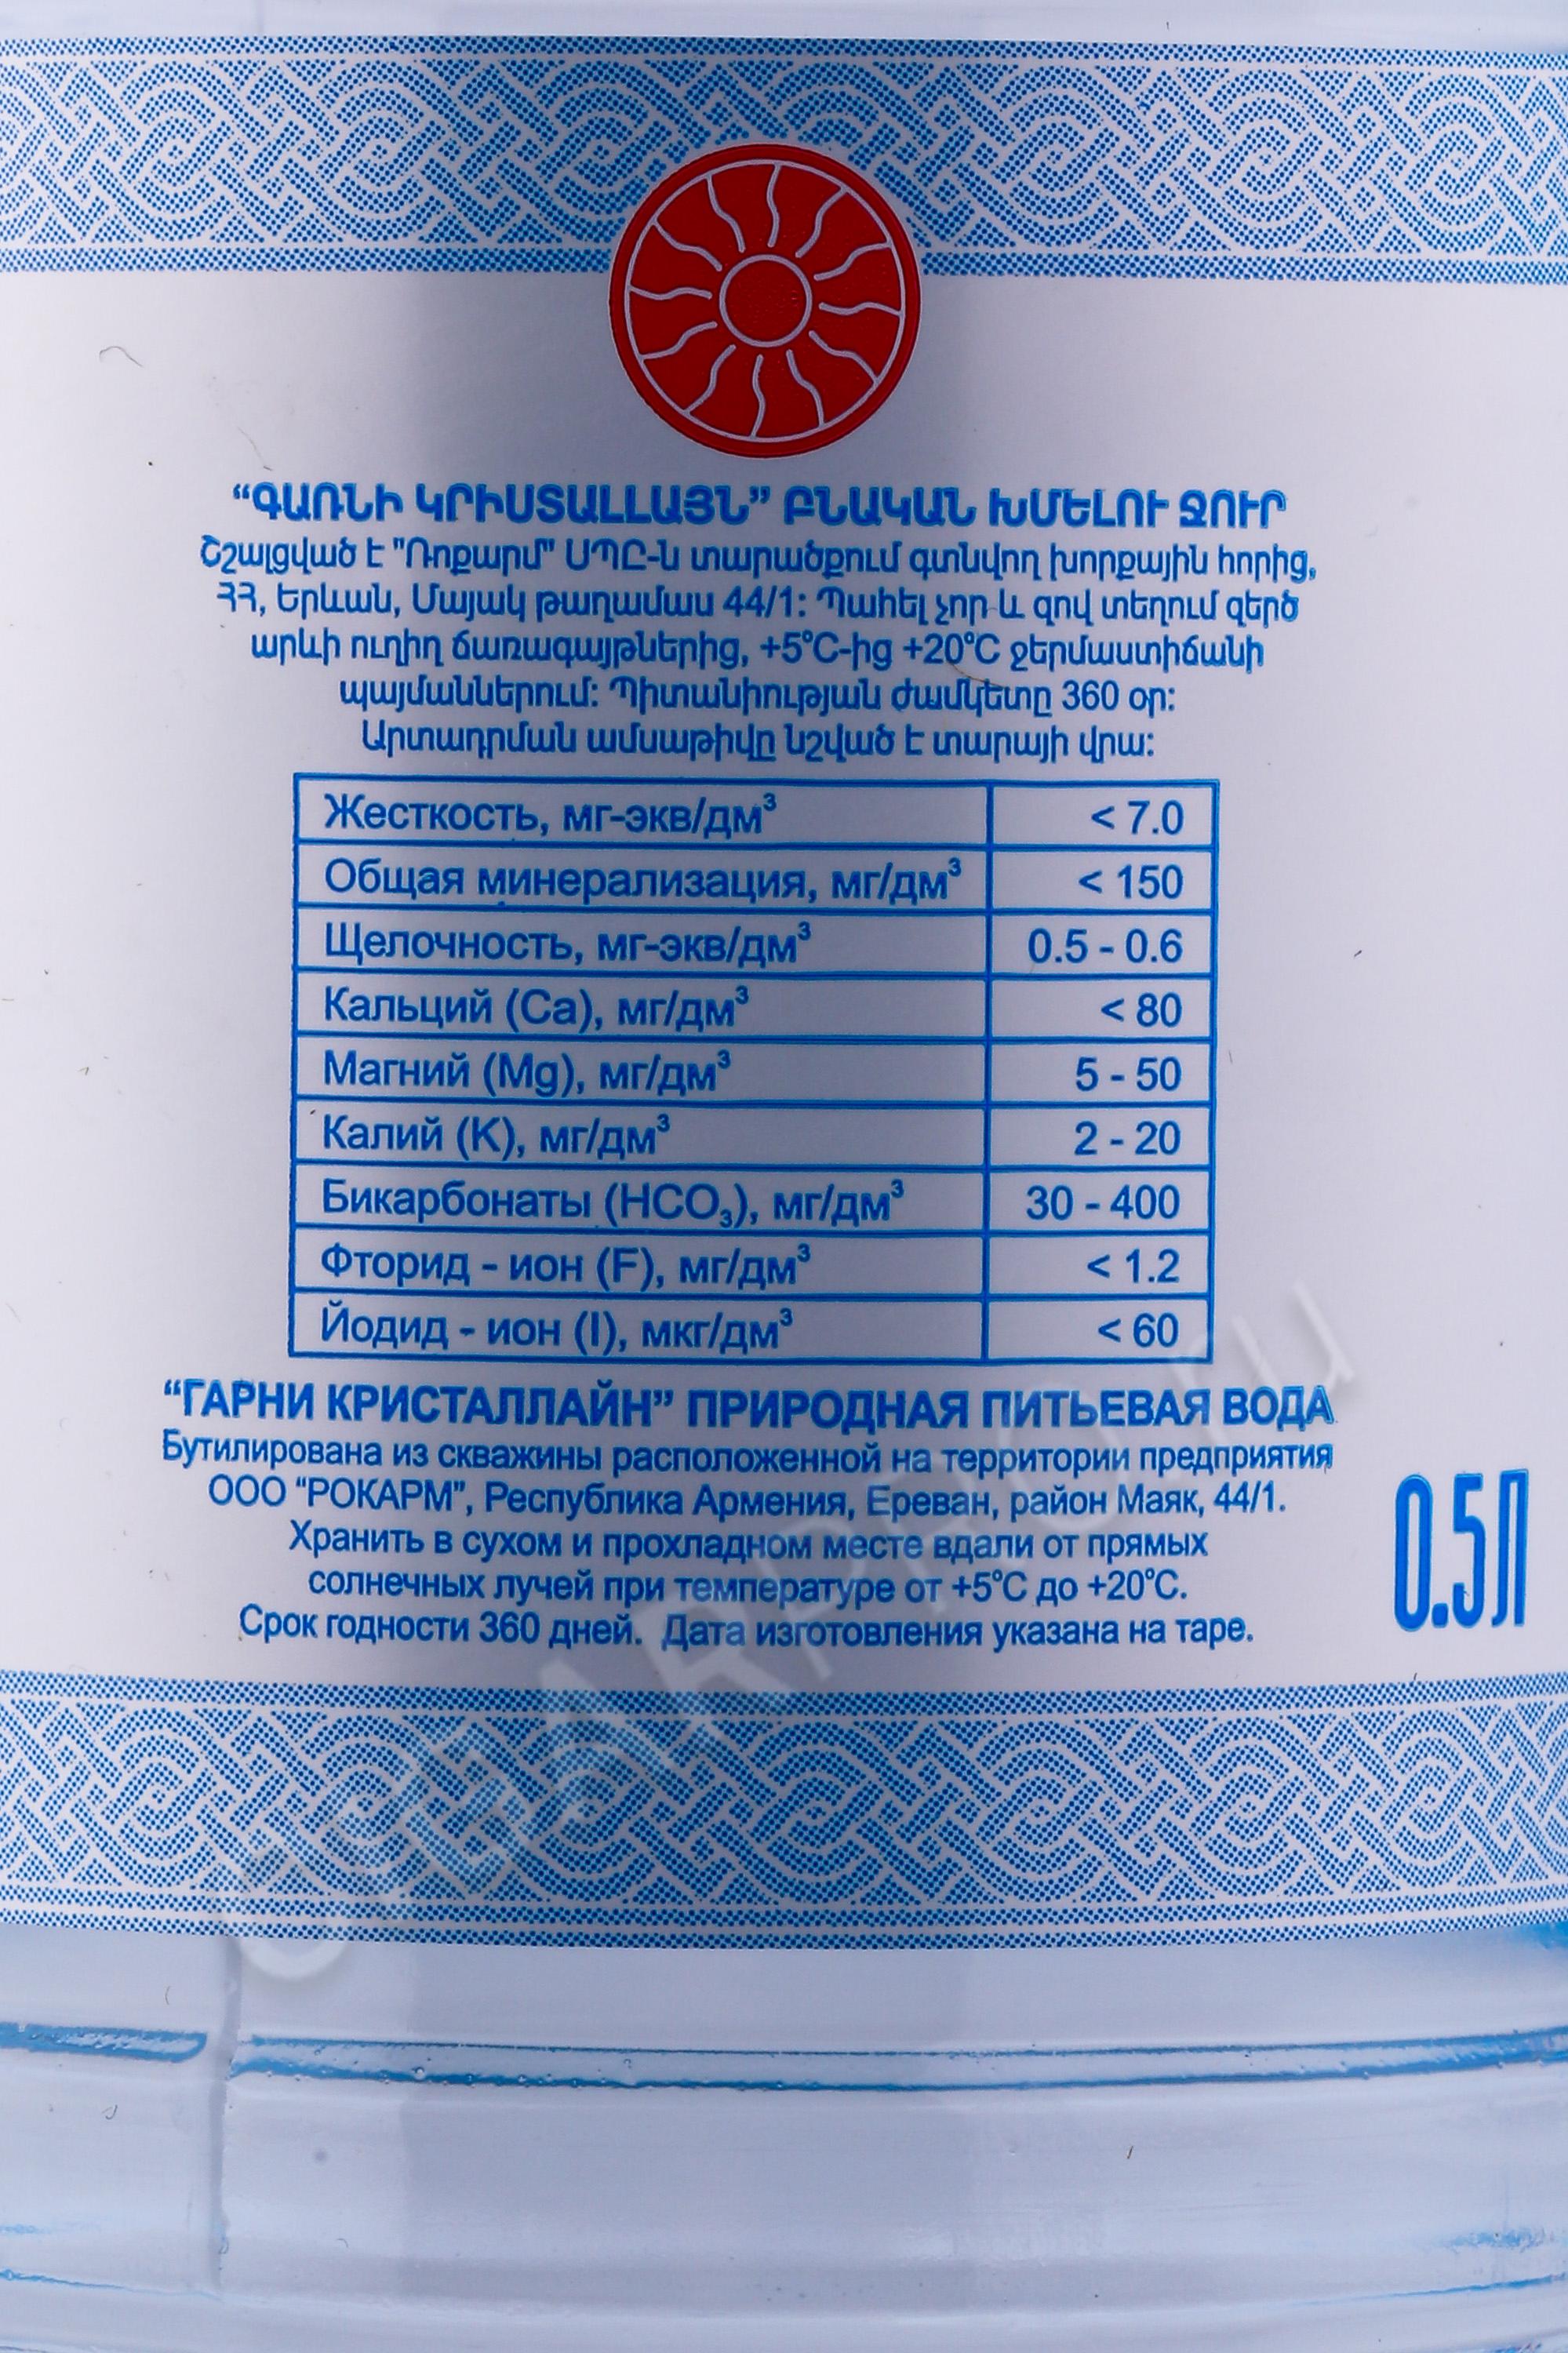 “ԳԱՌՆԻ ԿՐԻՍՏԱԼԼԱՅՆ” ԲՆԱԿԱՆ ԽՄԵԼՈՒ ՋՈՒՐ
Շշալցված է "Ռոքարմ" ՍՊԸ-ն տարածքում գտնվող խորքային հորից,
ՀՀ, Երևան, Մայակ թաղամաս 44/1: Պահել չոր և զով տեղում զերծ
արևի ուղիղ ճառագայթներից, +5°C-ից +20°C ջերմաստիճանի
պայմաններում: Պիտանիության ժամկետը 360 օր:
Արտադրման ամսաթիվը նշված է տարայի վրա:
Жесткость, мг-экв/дм³ < 7.0
Общая минерализация, мг/дм³ < 150
Щелочность, мг-экв/дм³ 0.5 - 0.6
Кальций (Ca), мг/дм³ < 80
Магний (Mg), мг/дм³ 5 - 50
Калий (K), мг/дм³ 2 - 20
Бикарбонаты (HCO₃), мг/дм³ 30 - 400
Фторид - ион (F), мг/дм³ < 1.2
Йодид - ион (I), мкг/дм³ < 60
“ГАРНИ КРИСТАЛЛАЙН” ПРИРОДНАЯ ПИТЬЕВАЯ ВОДА
Бутилирована из скважины расположенной на территории предприятия
ООО “РОКАРМ”, Республика Армения, Ереван, район Маяк, 44/1.
Хранить в сухом и прохладном месте вдали от прямых
солнечных лучей при температуре от +5°C до +20°C.
Срок годности 360 дней. Дата изготовления указана на таре.
0.5Л
CIGARPRO.ru